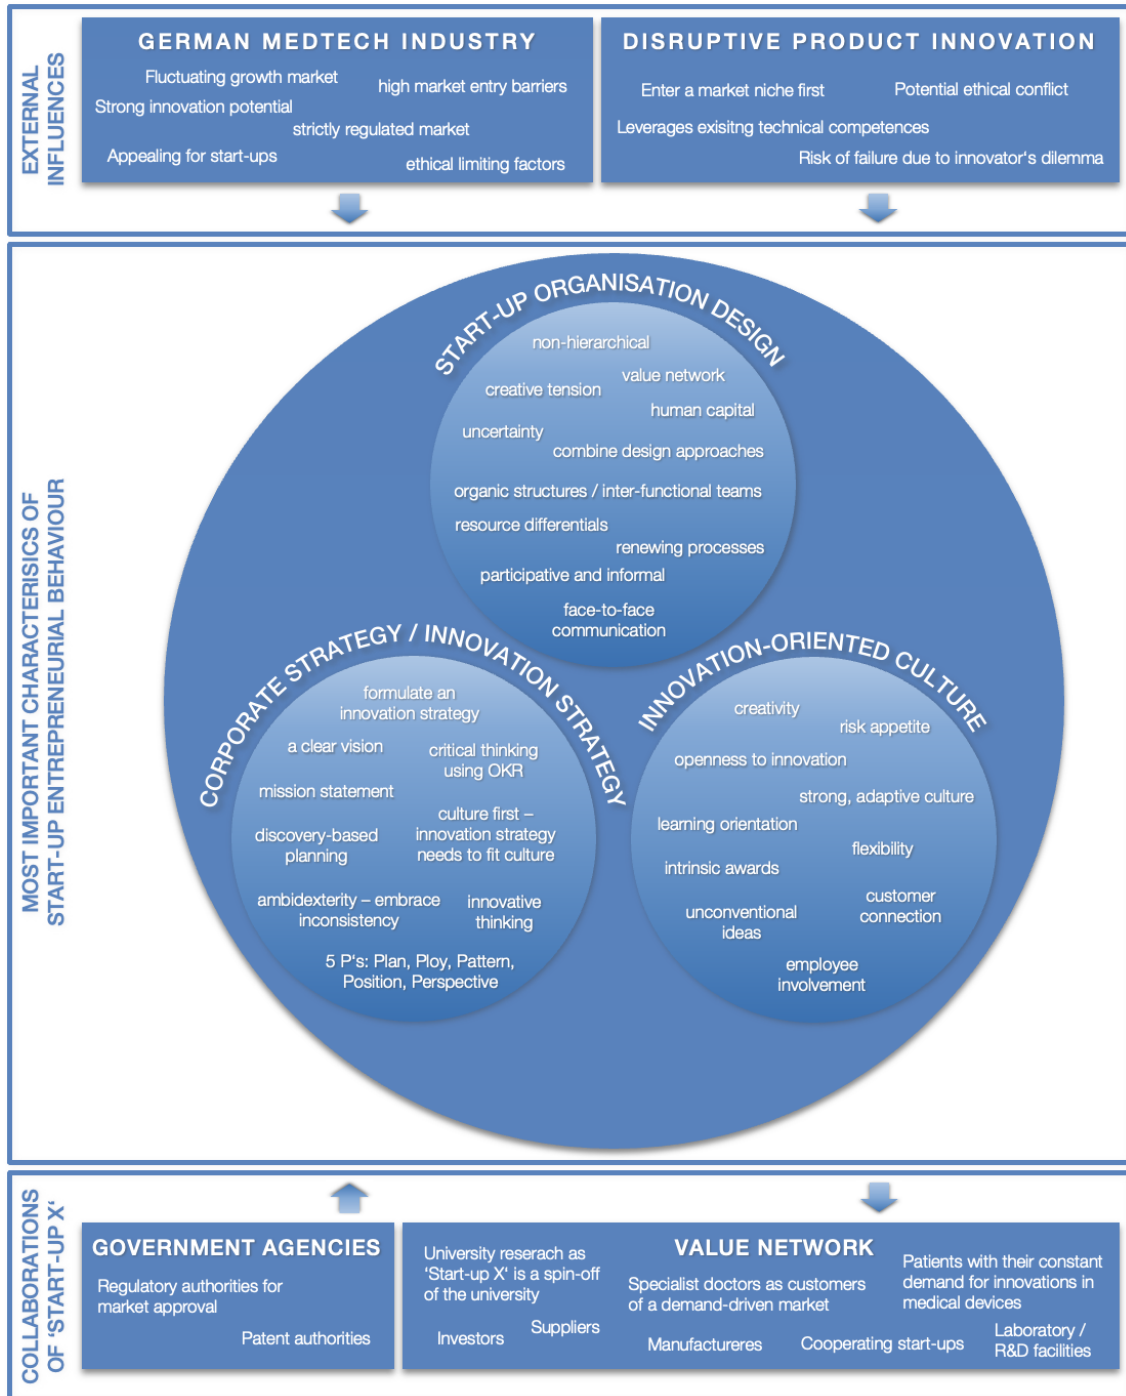 EXTERNAL
INFLUENCES
GERMAN MEDTECH INDUSTRY
Fluctuating growth market
high market entry barriers
Strong innovation potential
strictly regulated market
Appealing for start-ups
ethical limiting factors
DISRUPTIVE PRODUCT INNOVATION
Enter a market niche first
Potential ethical conflict
Leverages exisitng technical competences
Risk of failure due to innovator's dilemma
MOST IMPORTANT CHARACTERISICS OF
START-UP ENTREPRENEURIAL BEHAVIOUR
START-UP ORGANISATION DESIGN
non-hierarchical
value network
creative tension
human capital
uncertainty
combine design approaches
organic structures / inter-functional teams
resource differentials
renewing processes
participative and informal
face-to-face
communication
CORPORATE STRATEGY / INNOVATION STRATEGY
formulate an
innovation strategy
a clear vision
critical thinking
using OKR
mission statement
culture first –
innovation strategy
needs to fit culture
discovery-based
planning
ambidexterity – embrace
inconsistency
innovative
thinking
5 P's: Plan, Ploy, Pattern,
Position, Perspective
INNOVATION-ORIENTED CULTURE
creativity
risk appetite
openness to innovation
strong, adaptive culture
learning orientation
flexibility
intrinsic awards
customer
connection
unconventional
ideas
employee
involvement
COLLABORATIONS
OF ‘START-UP X‘
GOVERNMENT AGENCIES
Regulatory authorities for
market approval
Patent authorities
VALUE NETWORK
University reserach as
‘Start-up X‘ is a spin-off
of the university
Specialist doctors as customers
of a demand-driven market
Patients with their constant
demand for innovations in
medical devices
Investors
Suppliers
Manufactureres
Cooperating start-ups
Laboratory /
R&D facilities